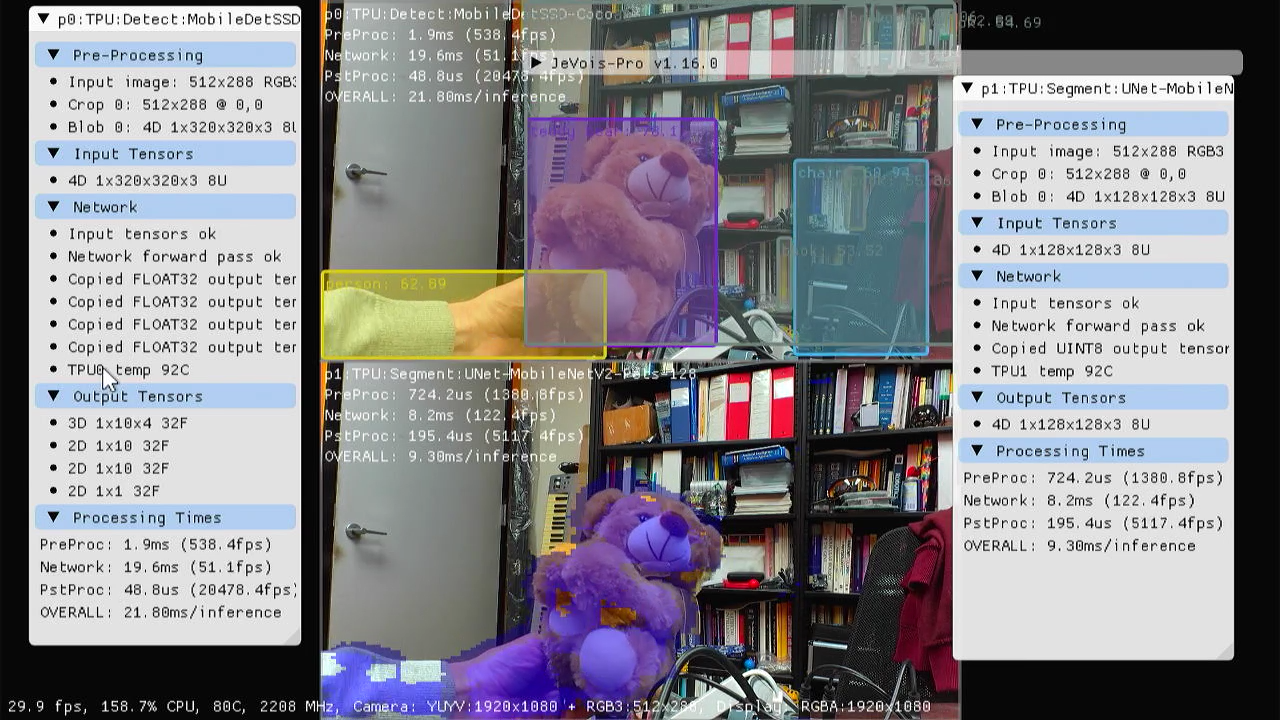 p0:TPU:Detect:MobileDetSSD
Pre-Processing
Input image: 512x288 RGB3
Crop 0: 512x288 @ 0,0
Blob 0: 4D 1x320x320x3 8U
Input Tensors
4D 1x320x320x3 8U
Network
Input tensors ok
Network forward pass ok
Copied FLOAT32 output ter
Copied FLOAT32 output ter
Copied FLOAT32 output ter
Copied FLOAT32 output ter
TPU0 temp 92C
Output Tensors
3D 1x10x4 32F
2D 1x10 32F
2D 1x10 32F
2D 1x1 32F
Processing Times
PreProc: 1.9ms (538.4fps)
Network: 19.6ms (51.1fps)
PstProc: 48.8us (20478.4fps)
OVERALL: 21.80ms/inference
p0:TPU:Detect:MobileDetSSD-Coco
PreProc: 1.9ms (538.4fps)
Network: 19.6ms (51.1fps)
PstProc: 48.8us (20478.4fps)
OVERALL: 21.80ms/inference
JeVois-Pro v1.16.0
chair: 60.94
book: 53.52
person: 62.89
p1:TPU:Segment:UNet-MobileNetV2-Pets-128
PreProc: 724.2us (1380.8fps)
Network: 8.2ms (122.4fps)
PstProc: 195.4us (5117.4fps)
OVERALL: 9.30ms/inference
p1:TPU:Segment:UNet-MobileN
Pre-Processing
Input image: 512x288 RGB3
Crop 0: 512x288 @ 0,0
Blob 0: 4D 1x128x128x3 8U
Input Tensors
4D 1x128x128x3 8U
Network
Input tensors ok
Network forward pass ok
Copied UINT8 output tensor
TPU1 temp 92C
Output Tensors
4D 1x128x128x3 8U
Processing Times
PreProc: 724.2us (1380.8fps)
Network: 8.2ms (122.4fps)
PstProc: 195.4us (5117.4fps)
OVERALL: 9.30ms/inference
29.9 fps, 158.7% CPU, 80C, 2208 MHz, Camera: YUYV:1920x1080 + RGB3:512x288, Display: RGBA:1920x1080